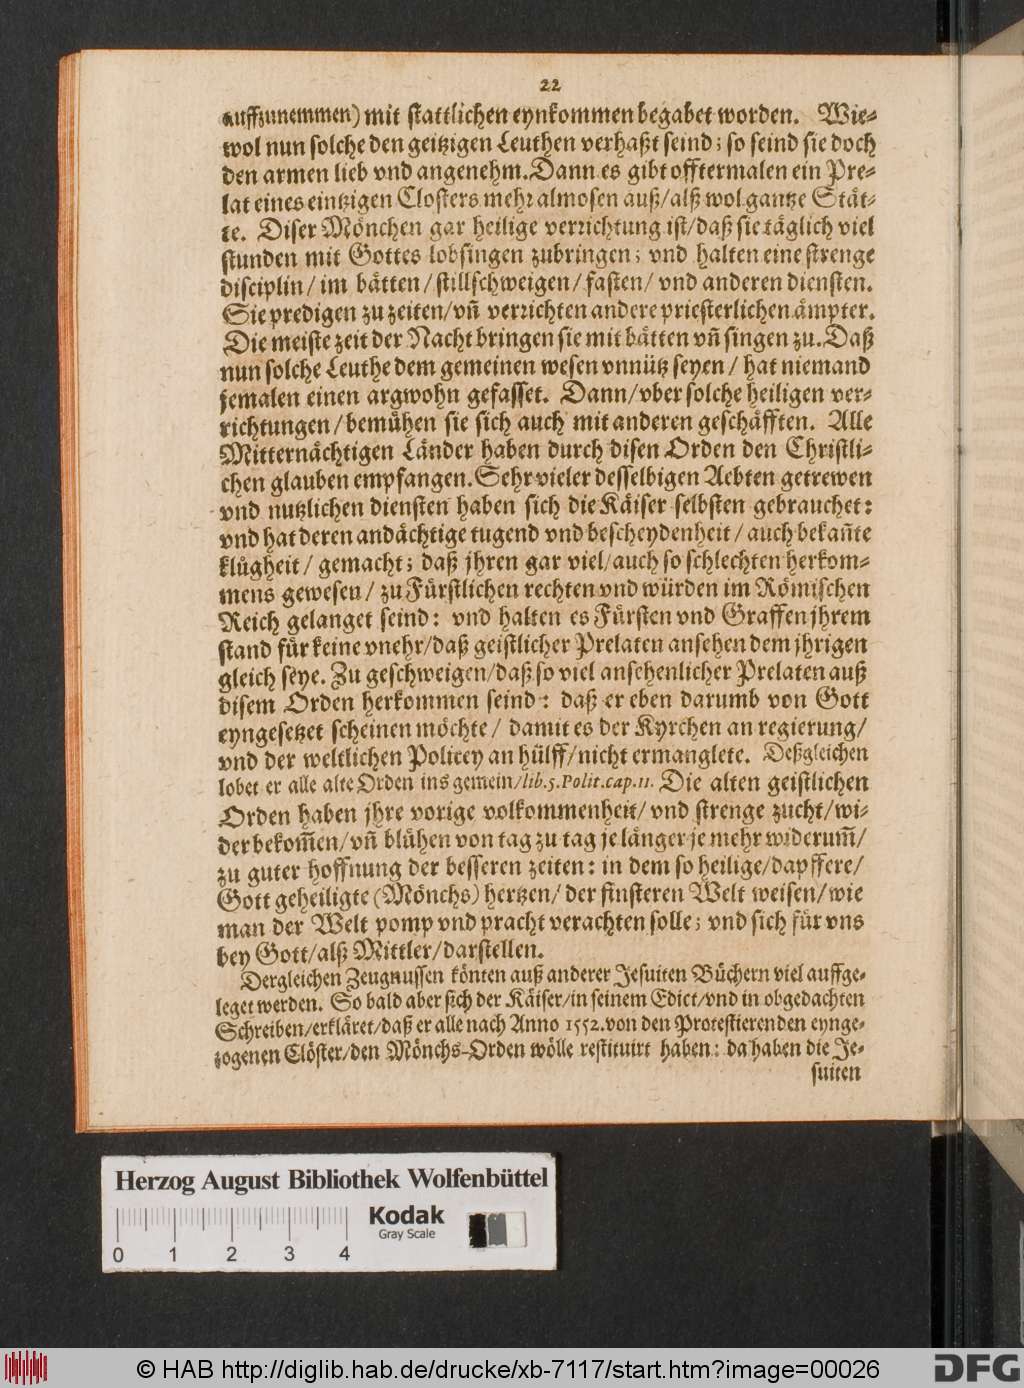 22
auffzunemmen) mit stattlichen eynkommen begabet worden. Wie-
wol nun solche den geitzigen Leuthen verhaßt seind; so seind sie doch
den armen lieb vnd angenehm. Dann es gibt offtermalen ein Pre-
lat eines eintzigen Closters mehr almosen auß/alß wol gantze Stät-
te. Diser Mönchen gar heilige verrichtung ist/daß sie täglich viel
stunden mit Gottes lobsingen zubringen; vnd halten eine strenge
disciplin/ im bätten/stillschweigen/fasten/ vnd anderen diensten.
Sie predigen zu zeiten/vñ verrichten andere priesterlichen ämpter.
Die meiste zeit der Nacht bringen sie mit bätten vñ singen zu. Daß
nun solche Leuthe dem gemeinen wesen vnnütz seyen/ hat niemand
jemalen einen argwohn gefasset. Dann/vber solche heiligen ver-
richtungen/bemühen sie sich auch mit anderen geschäfften. Alle
Mitternächtigen Länder haben durch disen Orden den Christli-
chen glauben empfangen. Sehr vieler desselbigen Aebten getrewen
vnd nutzlichen diensten haben sich die Käiser selbsten gebrauchet:
vnd hat deren andächtige tugend vnd bescheydenheit/ auch bekañte
klůgheit/ gemacht; daß jhren gar viel/auch so schlechten herkom-
mens gewesen/ zu Fürstlichen rechten vnd würden im Römischen
Reich gelanget seind: vnd halten es Fürsten vnd Graffen jhrem
stand für keine vnehr/daß geistlicher Prelaten ansehen dem jhrigen
gleich seye. Zu geschweigen/daß so viel ansehenlicher Prelaten auß
disem Orden herkommen seind: daß er eben darumb von Gott
eyngesetzet scheinen möchte/ damit es der Kyrchen an regierung/
vnd der weltlichen Policey an hülff/nicht ermanglete. Deßgleichen
lobet er alle alte Orden ins gemein/lib.5.Polit.cap.11. Die alten geistlichen
Orden haben jhre vorige volkommenheit/ vnd strenge zucht/wi-
der bekom̃en/vñ blühen von tag zu tag je länger je mehr widerum̃/
zu guter hoffnung der besseren zeiten: in dem so heilige/dapffere/
Gott geheiligte (Mönchs) hertzen/ der finsteren Welt weisen/wie
man der Welt pomp vnd pracht verachten solle; vnd sich für vns
bey Gott/alß Mittler/darstellen.
Dergleichen Zeugnussen könten auß anderer Jesuiten Büchern viel auffge-
leget werden. So bald aber sich der Käiser/in seinem Edict/vnd in obgedachten
Schreiben/erkläret/daß er alle nach Anno 1552. von den Protestierenden eynge-
zogenen Clöster/den Mönchs-Orden wölle restituirt haben: da haben die Je-
suiten
Herzog August Bibliothek Wolfenbüttel
Kodak
Gray Scale
0 1 2 3 4
© HAB http://diglib.hab.de/drucke/xb-7117/start.htm?image=00026
DFG